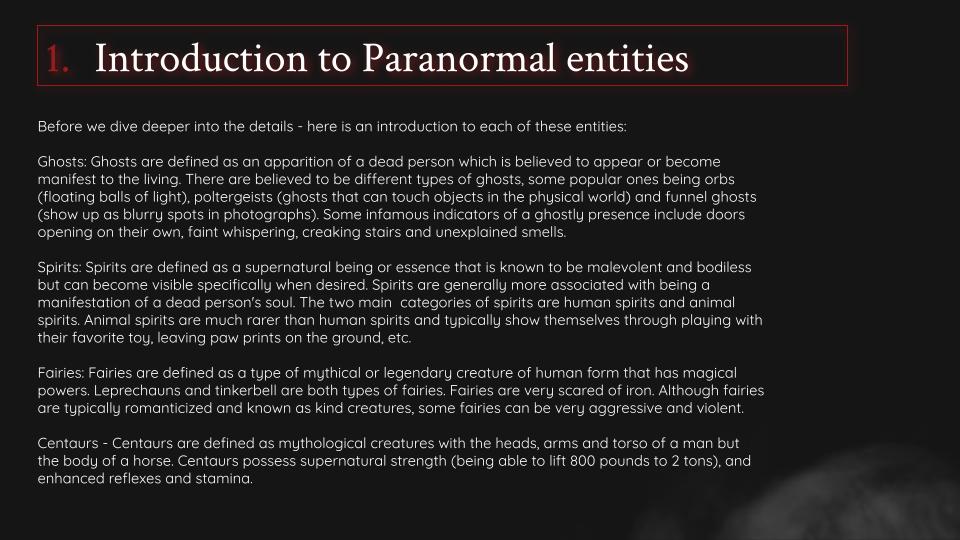 1. Introduction to Paranormal entities
Before we dive deeper into the details - here is an introduction to each of these entities:
Ghosts: Ghosts are defined as an apparition of a dead person which is believed to appear or become
manifest to the living. There are believed to be different types of ghosts, some popular ones being orbs
(floating balls of light), poltergeists (ghosts that can touch objects in the physical world) and funnel ghosts
(show up as blurry spots in photographs). Some infamous indicators of a ghostly presence include doors
opening on their own, faint whispering, creaking stairs and unexplained smells.
Spirits: Spirits are defined as a supernatural being or essence that is known to be malevolent and bodiless
but can become visible specifically when desired. Spirits are generally more associated with being a
manifestation of a dead person's soul. The two main  categories of spirits are human spirits and animal
spirits. Animal spirits are much rarer than human spirits and typically show themselves through playing with
their favorite toy, leaving paw prints on the ground, etc.
Fairies: Fairies are defined as a type of mythical or legendary creature of human form that has magical
powers. Leprechauns and tinkerbell are both types of fairies. Fairies are very scared of iron. Although fairies
are typically romanticized and known as kind creatures, some fairies can be very aggressive and violent.
Centaurs - Centaurs are defined as mythological creatures with the heads, arms and torso of a man but
the body of a horse. Centaurs possess supernatural strength (being able to lift 800 pounds to 2 tons), and
enhanced reflexes and stamina.